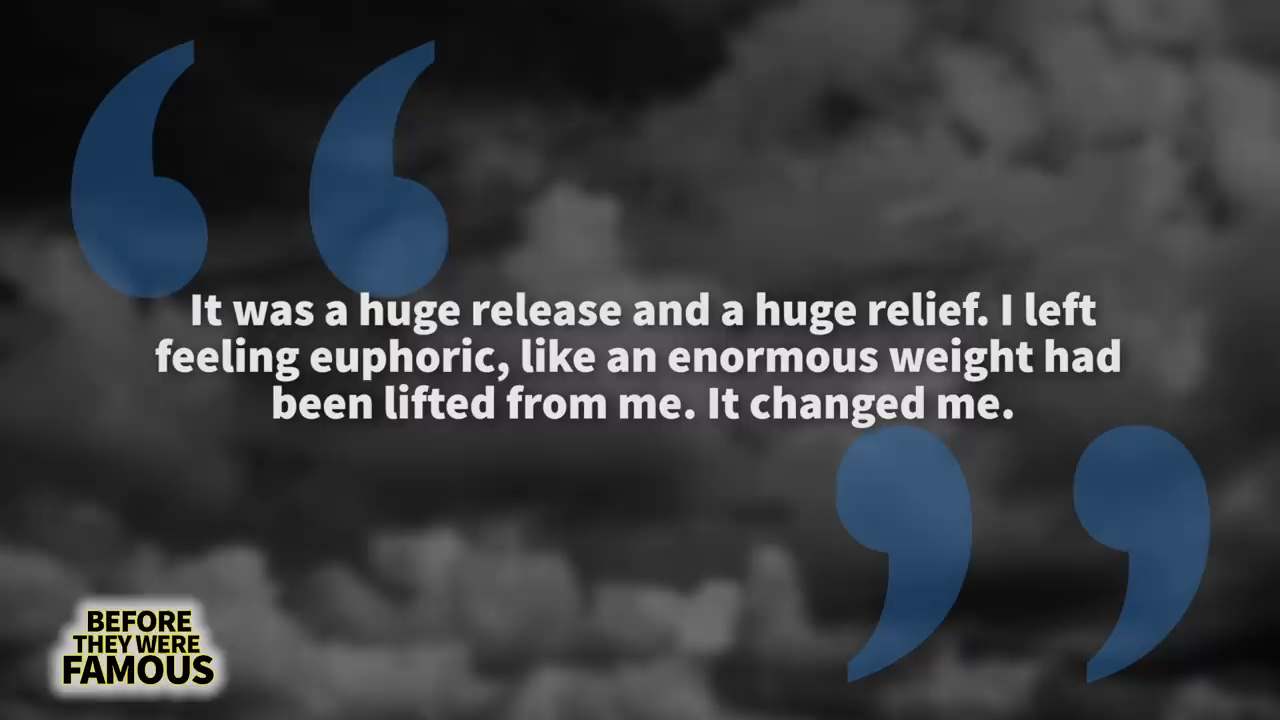 It was a huge release and a huge relief. I left
feeling euphoric, like an enormous weight had
been lifted from me. It changed me.
BEFORE
THEY WERE
FAMOUS